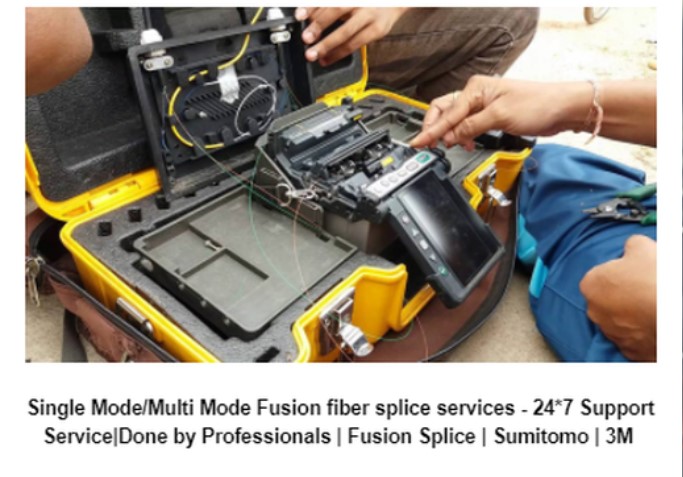 Single Mode/Multi Mode Fusion fiber splice services - 24*7 Support
Service|Done by Professionals | Fusion Splice | Sumitomo | 3M